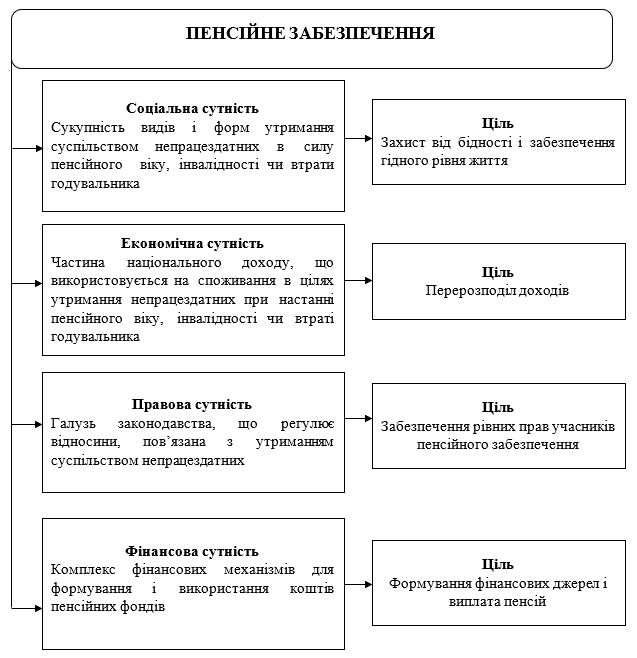 ПЕНСІЙНЕ ЗАБЕЗПЕЧЕННЯ
Соціальна сутність
Сукупність видів і форм утримання
суспільством непрацездатних в силу
пенсійного віку, інвалідності чи втрати
годувальника
Ціль
Захист від бідності і забезпечення
гідного рівня життя
Економічна сутність
Частина національного доходу, що
використовується на споживання в цілях
утримання непрацездатних при настанні
пенсійного віку, інвалідності чи втраті
годувальника
Ціль
Перерозподіл доходів
Правова сутність
Галузь законодавства, що регулює
відносини, пов’язана з утриманням
суспільством непрацездатних
Ціль
Забезпечення рівних прав учасників
пенсійного забезпечення
Фінансова сутність
Комплекс фінансових механізмів для
формування і використання коштів
пенсійних фондів
Ціль
Формування фінансових джерел і
виплата пенсій